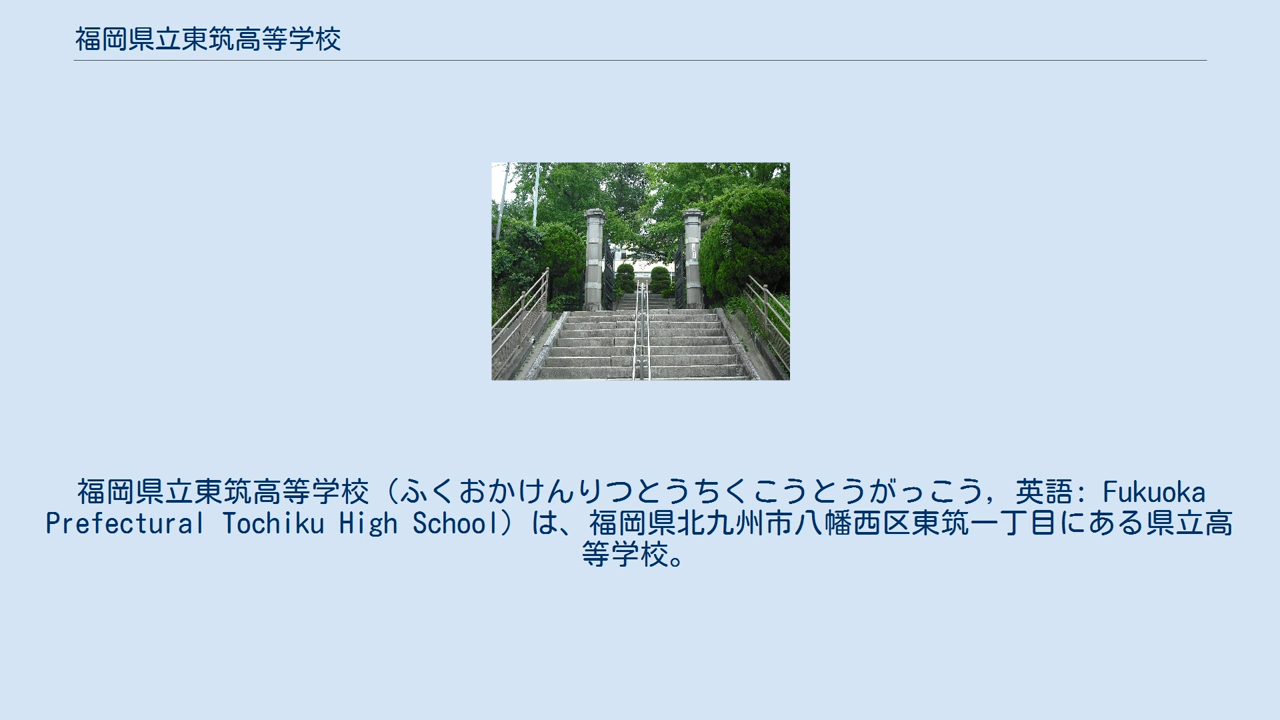 福岡県立東筑高等学校
福岡県立東筑高等学校（ふくおかけんりつとうちくこうとうがっこう, 英語: Fukuoka
Prefectural Tochiku High School）は、福岡県北九州市八幡西区東筑一丁目にある県立高
等学校。